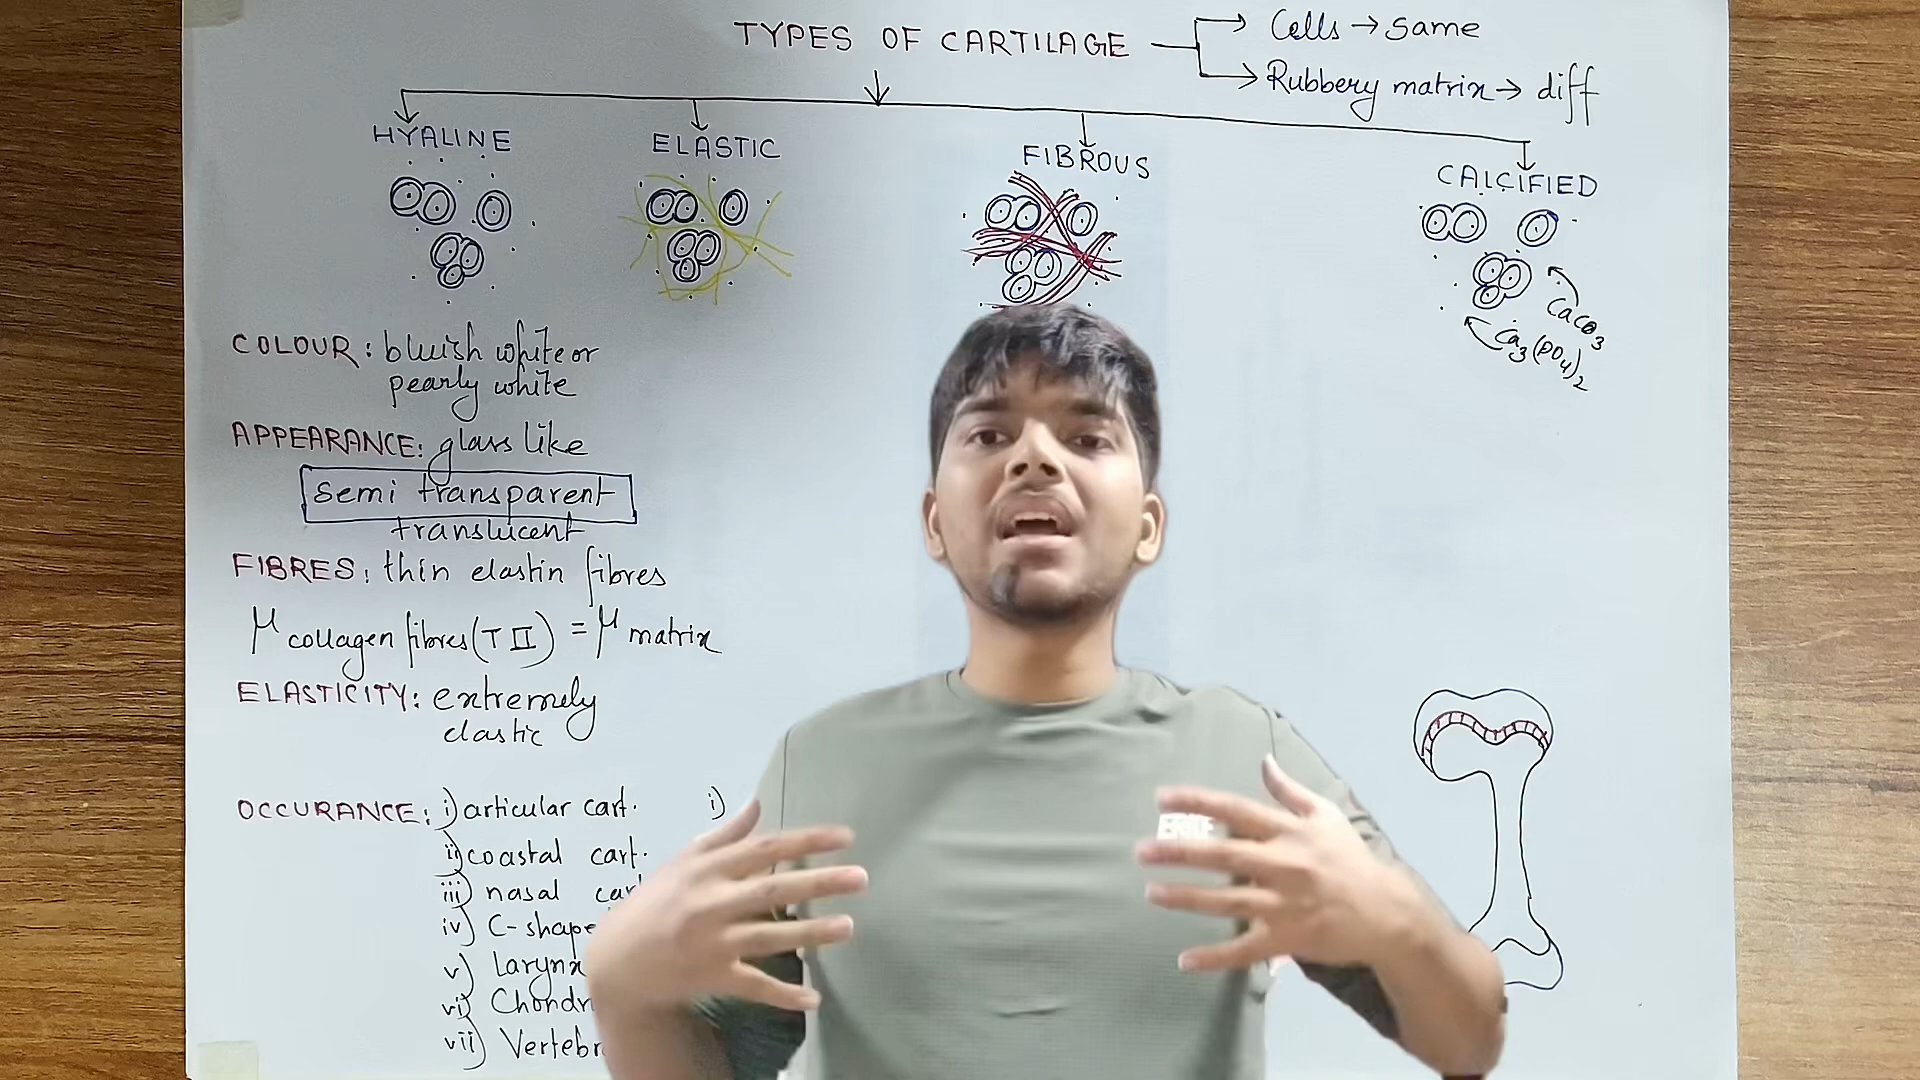 TYPES OF CARTILAGE
Cells → same
Rubbery matrix → diff
HYALINE
ELASTIC
FIBROUS
CALCIFIED
CaCO3
Ca3(PO4)2
COLOUR: bluish white or
pearly white
APPEARANCE: glass like
semi transparent
translucent
FIBRES: thin elastin fibres
μ collagen fibres (T II) = μ matrix
ELASTICITY: extremely
elastic
OCCURANCE: i) articular cart. i)
ii) coastal cart.
iii) nasal car
iv) C-shape
v) Larynx
vi) Chondr
vii) Vertebr